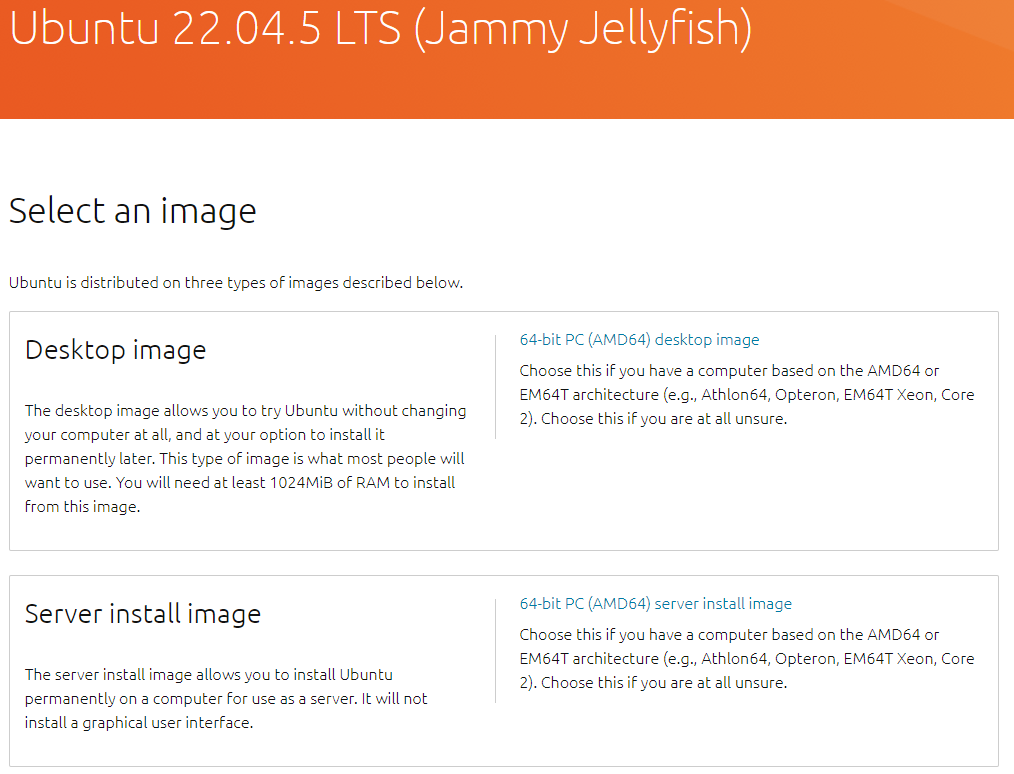 Ubuntu 22.04.5 LTS (Jammy Jellyfish)
Select an image
Ubuntu is distributed on three types of images described below.
Desktop image
The desktop image allows you to try Ubuntu without changing
your computer at all, and at your option to install it
permanently later. This type of image is what most people will
want to use. You will need at least 1024MiB of RAM to install
from this image.
64-bit PC (AMD64) desktop image
Choose this if you have a computer based on the AMD64 or
EM64T architecture (e.g., Athlon64, Opteron, EM64T Xeon, Core
2). Choose this if you are at all unsure.
Server install image
The server install image allows you to install Ubuntu
permanently on a computer for use as a server. It will not
install a graphical user interface.
64-bit PC (AMD64) server install image
Choose this if you have a computer based on the AMD64 or
EM64T architecture (e.g., Athlon64, Opteron, EM64T Xeon, Core
2). Choose this if you are at all unsure.